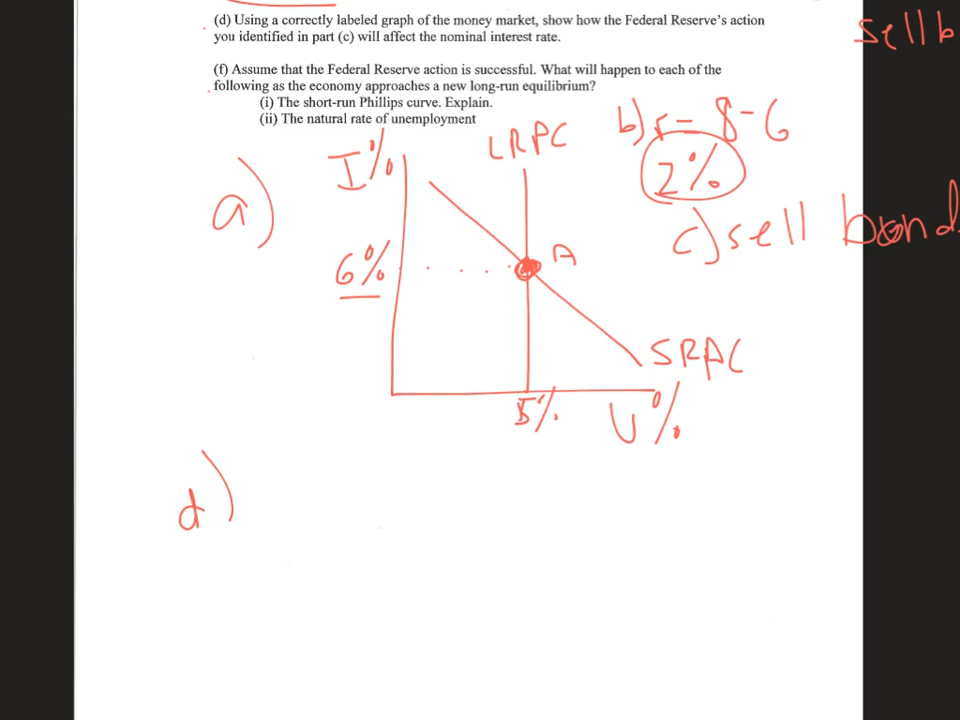 (d) Using a correctly labeled graph of the money market, show how the Federal Reserve's action
you identified in part (c) will affect the nominal interest rate.
sell b
(f) Assume that the Federal Reserve action is successful. What will happen to each of the
following as the economy approaches a new long-run equilibrium?
(i) The short-run Phillips curve. Explain.
(ii) The natural rate of unemployment
b) r = 8-6
2%
c) sell bond
a)
I%
LRPC
6%
A
SRPC
5%
U%
d)